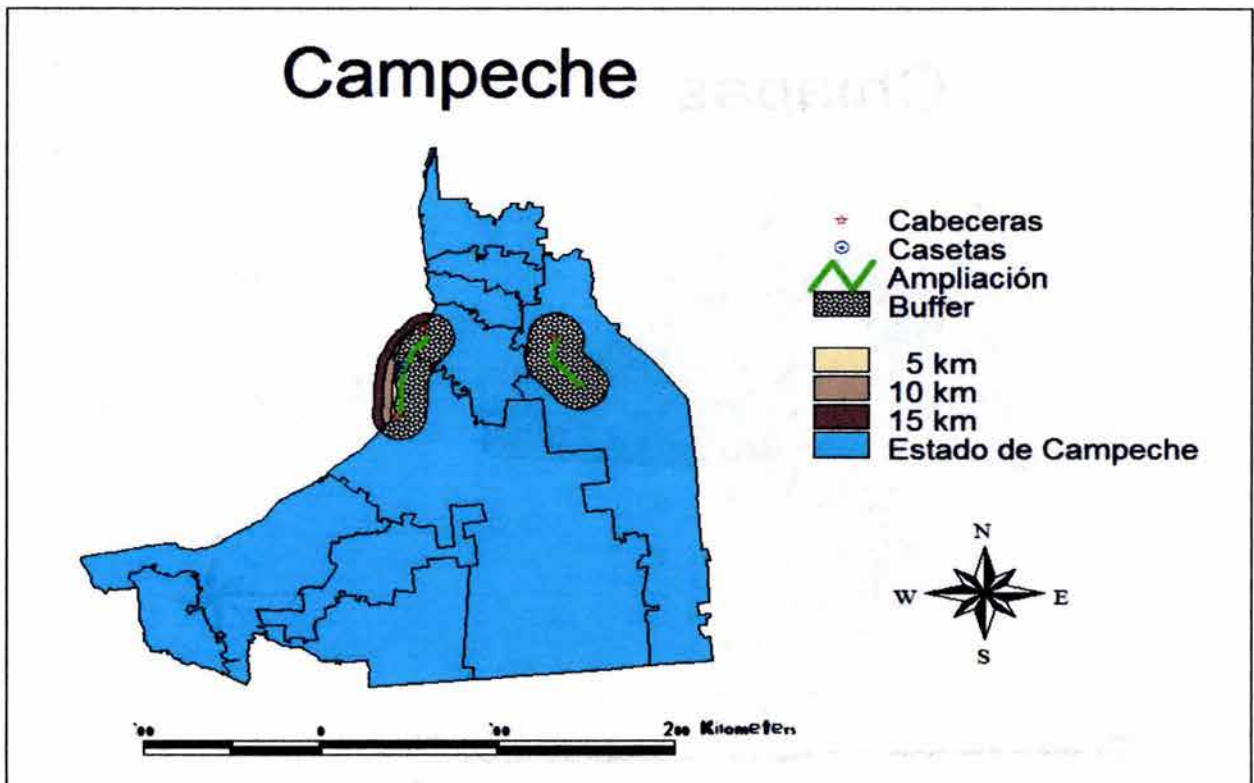 Campeche
Cabeceras
Casetas
Ampliación
Buffer
5 km
10 km
15 km
Estado de Campeche
N
W E
S
0 200 Kilometers